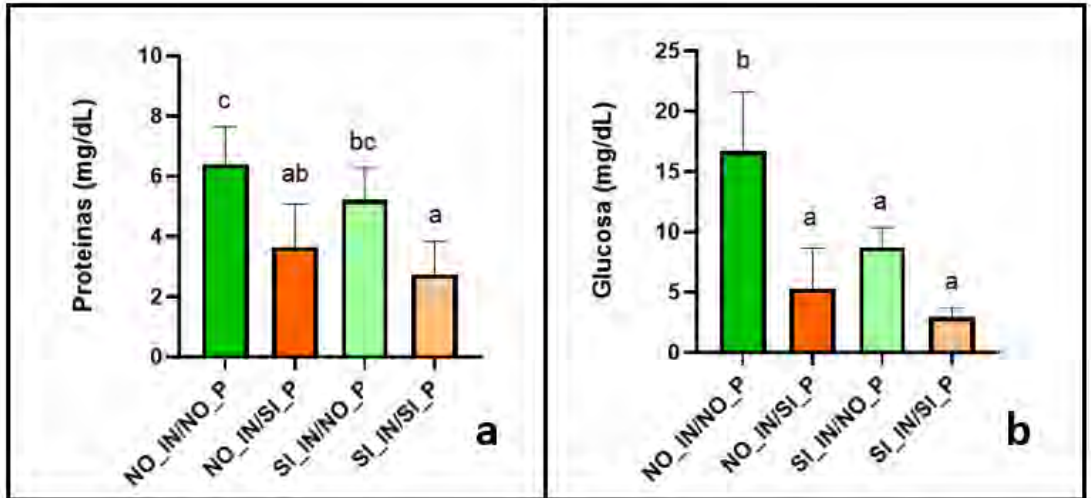 Proteínas (mg/dL)
10
8
6
4
2
0
c
ab
bc
a
NO_IN/NO_P
NO_IN/SI_P
SI_IN/NO_P
SI_IN/SI_P
a
Glucosa (mg/dL)
25
20
15
10
5
0
b
a
a
a
NO_IN/NO_P
NO_IN/SI_P
SI_IN/NO_P
SI_IN/SI_P
b